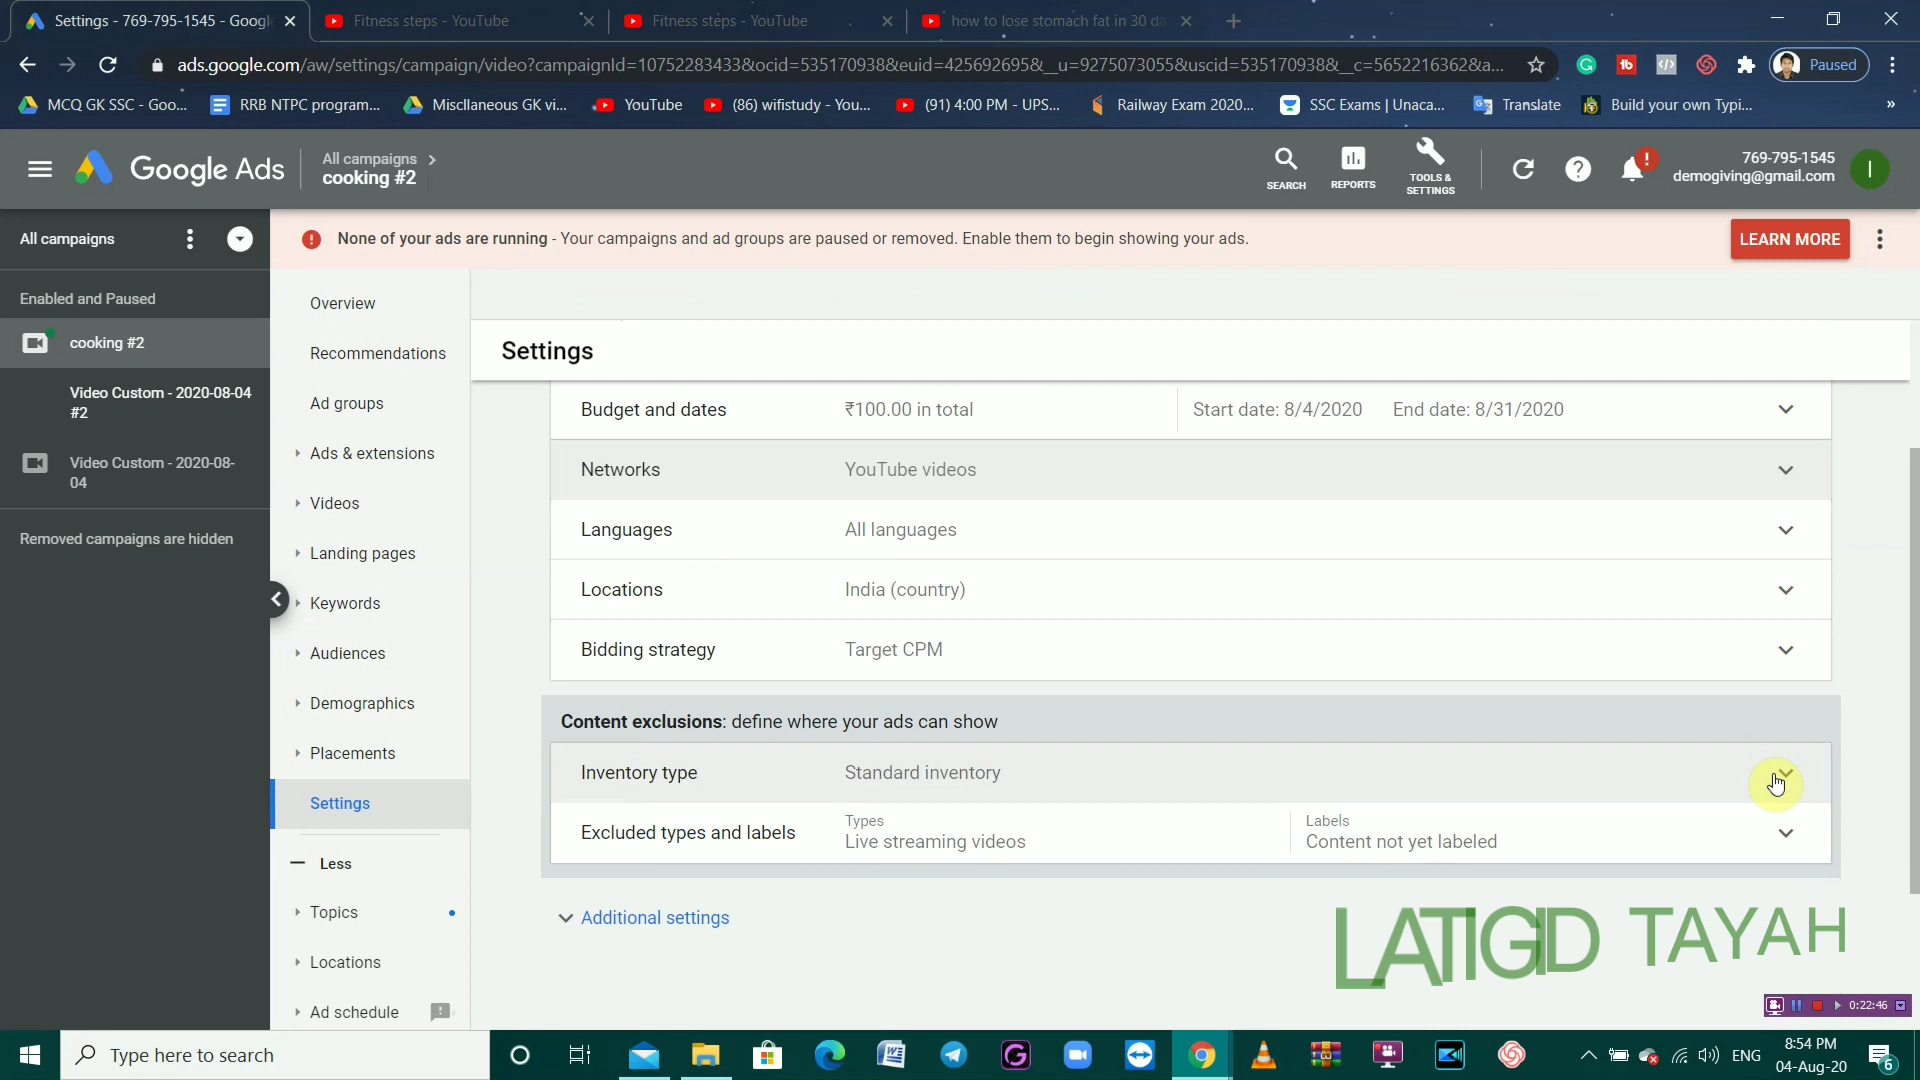 Settings - 769-795-1545 - Googl
Fitness steps - YouTube
Fitness steps - YouTube
how to lose stomach fat in 30 da
ads.google.com/aw/settings/campaign/video?campaignId=10752283433&ocid=535170938&euid=425692695&__u=9275073055&uscid=535170938&__c=5652216362&a...
Paused
MCQ GK SSC - Goo...
RRB NTPC program...
Miscllaneous GK vi...
YouTube
(86) wifistudy - You...
(91) 4:00 PM - UPS...
Railway Exam 2020...
SSC Exams | Unaca...
Translate
Build your own Typi...
»
Google Ads
All campaigns
cooking #2
SEARCH
REPORTS
TOOLS &
SETTINGS
769-795-1545
demogiving@gmail.com
I
All campaigns
None of your ads are running - Your campaigns and ad groups are paused or removed. Enable them to begin showing your ads.
LEARN MORE
Enabled and Paused
cooking #2
Video Custom - 2020-08-04
#2
Video Custom - 2020-08-
04
Removed campaigns are hidden
Overview
Recommendations
Ad groups
Ads & extensions
Videos
Landing pages
Keywords
Audiences
Demographics
Placements
Settings
Less
Topics
Locations
Ad schedule
Settings
Budget and dates
₹100.00 in total
Start date: 8/4/2020
End date: 8/31/2020
Networks
YouTube videos
Languages
All languages
Locations
India (country)
Bidding strategy
Target CPM
Content exclusions: define where your ads can show
Inventory type
Standard inventory
Excluded types and labels
Types
Live streaming videos
Labels
Content not yet labeled
Additional settings
LATIGID TAYAH
0:22:46
Type here to search
ENG
8:54 PM
04-Aug-20
6